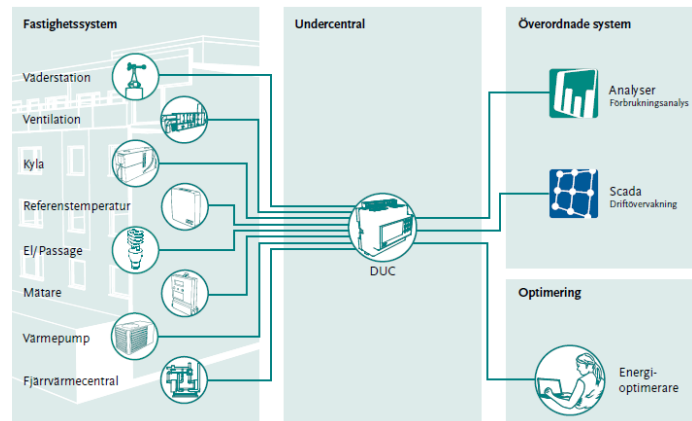 Fastighetssystem
Väderstation
Ventilation
Kyla
Referenstemperatur
El/Passage
Mätare
Värmepump
Fjärrvärmecentral
Undercentral
DUC
Överordnade system
Analyser
Förbrukningsanalys
Scada
Driftövervakning
Optimering
Energi-
optimerare